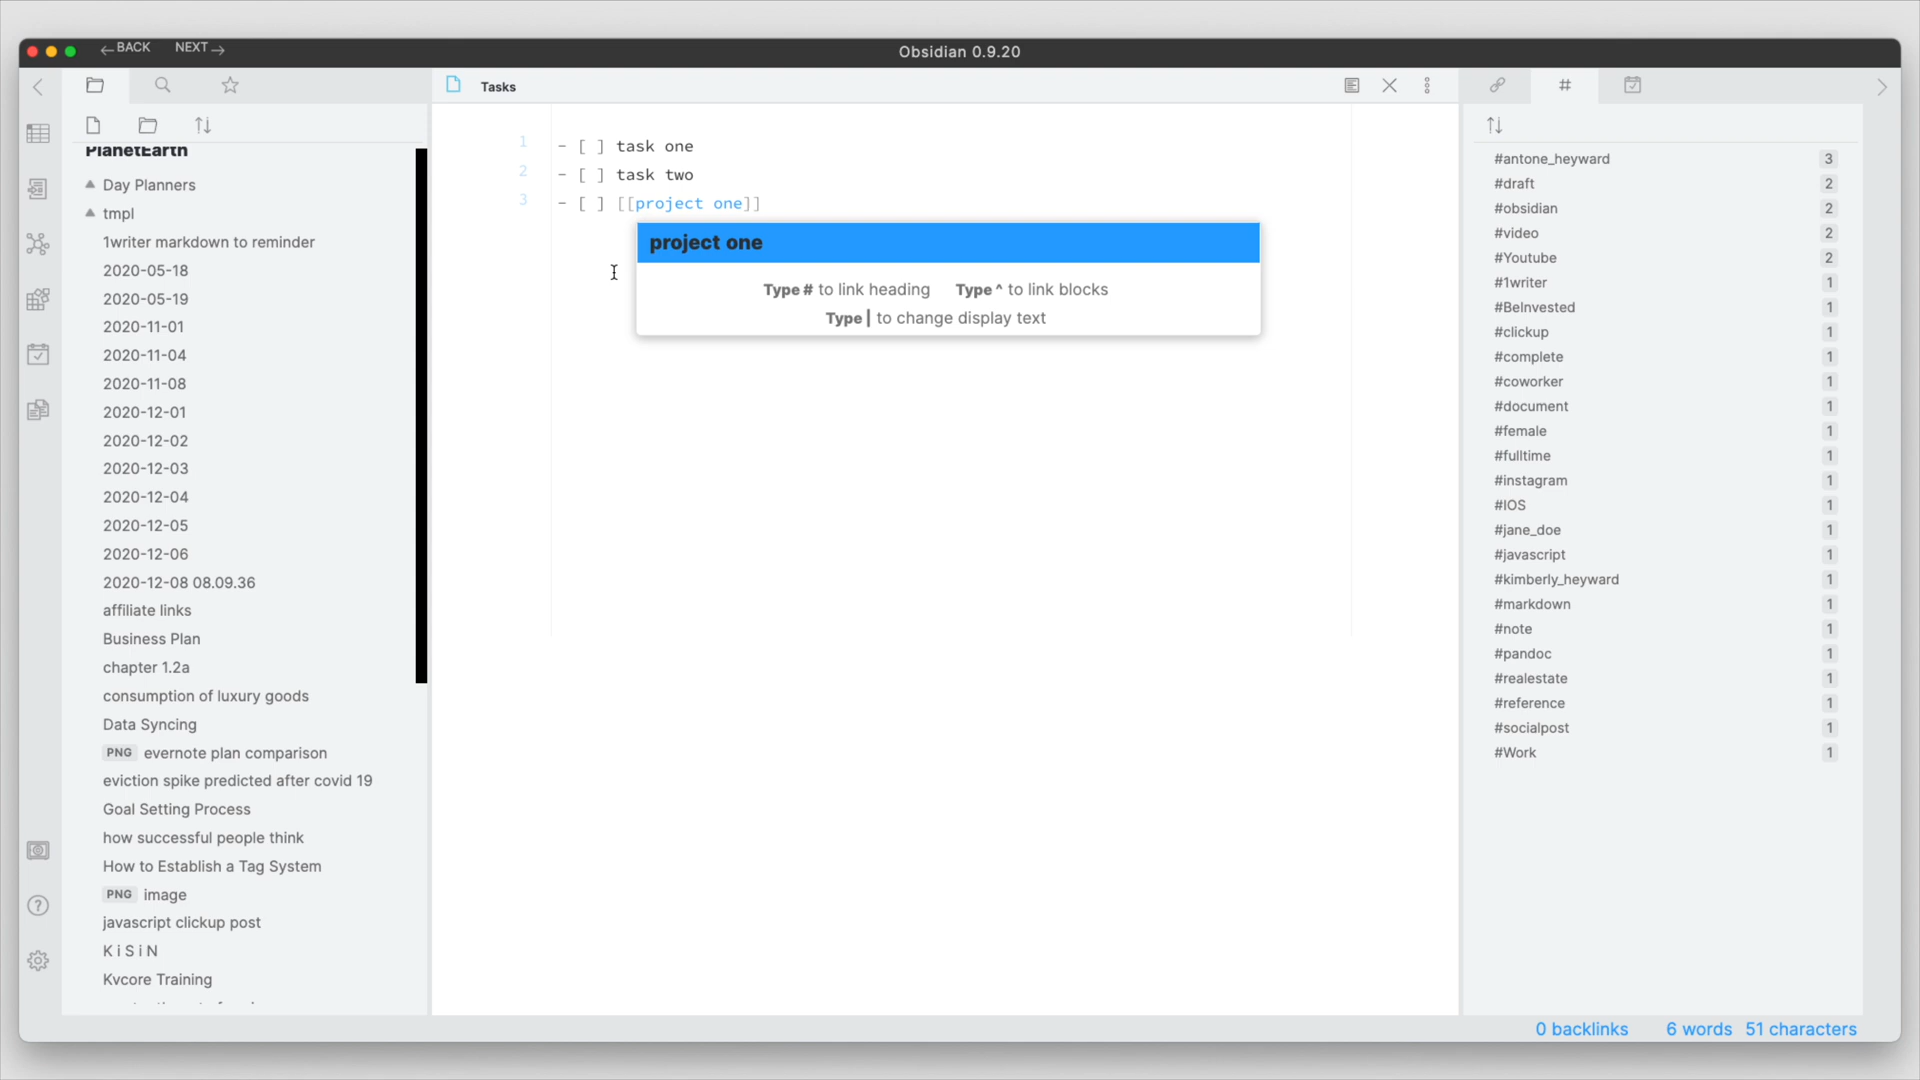 ← BACK NEXT →
Obsidian 0.9.20
PlanetEarth
Day Planners
tmpl
1writer markdown to reminder
2020-05-18
2020-05-19
2020-11-01
2020-11-04
2020-11-08
2020-12-01
2020-12-02
2020-12-03
2020-12-04
2020-12-05
2020-12-06
2020-12-08 08.09.36
affiliate links
Business Plan
chapter 1.2a
consumption of luxury goods
Data Syncing
PNG evernote plan comparison
eviction spike predicted after covid 19
Goal Setting Process
how successful people think
How to Establish a Tag System
PNG image
javascript clickup post
K i S i N
Kvcore Training
Tasks
1 - [ ] task one
2 - [ ] task two
3 - [ ] [[project one]]
project one
Type # to link heading Type ^ to link blocks
Type | to change display text
#antone_heyward 3
#draft 2
#obsidian 2
#video 2
#Youtube 2
#1writer 1
#BeInvested 1
#clickup 1
#complete 1
#coworker 1
#document 1
#female 1
#fulltime 1
#instagram 1
#IOS 1
#jane_doe 1
#javascript 1
#kimberly_heyward 1
#markdown 1
#note 1
#pandoc 1
#realestate 1
#reference 1
#socialpost 1
#Work 1
0 backlinks 6 words 51 characters